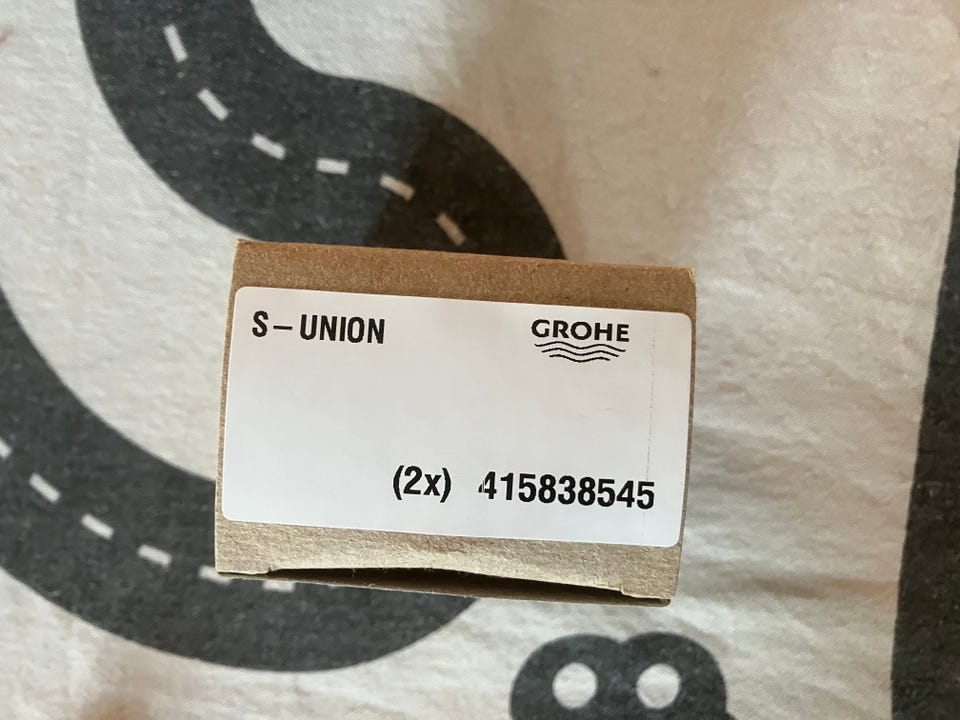 S-UNION
GROHE
(2x) 415838545